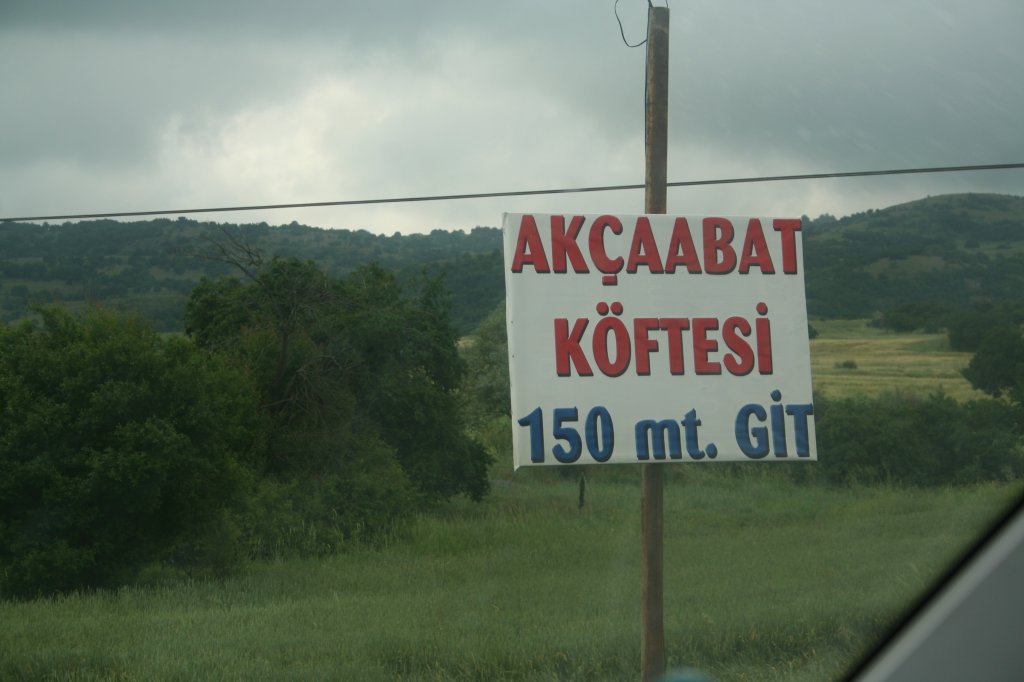 AKÇAABAT
KÖFTESİ
150 mt. GİT